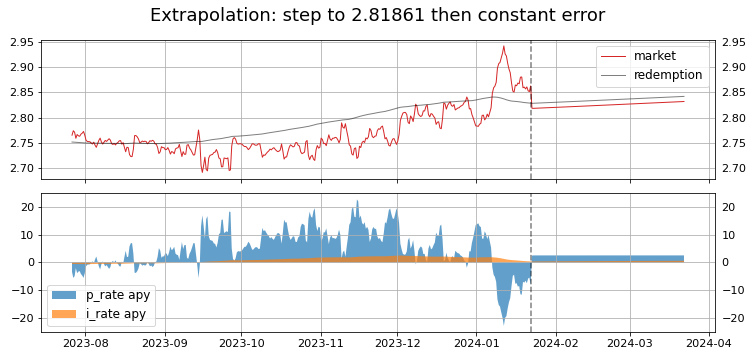 Extrapolation: step to 2.81861 then constant error
2.95 2.95
2.90 2.90
2.85 2.85
2.80 2.80
2.75 2.75
2.70 2.70
market
redemption
20 20
10 10
0 0
−10 −10
−20 −20
p_rate apy
i_rate apy
2023-08 2023-09 2023-10 2023-11 2023-12 2024-01 2024-02 2024-03 2024-04